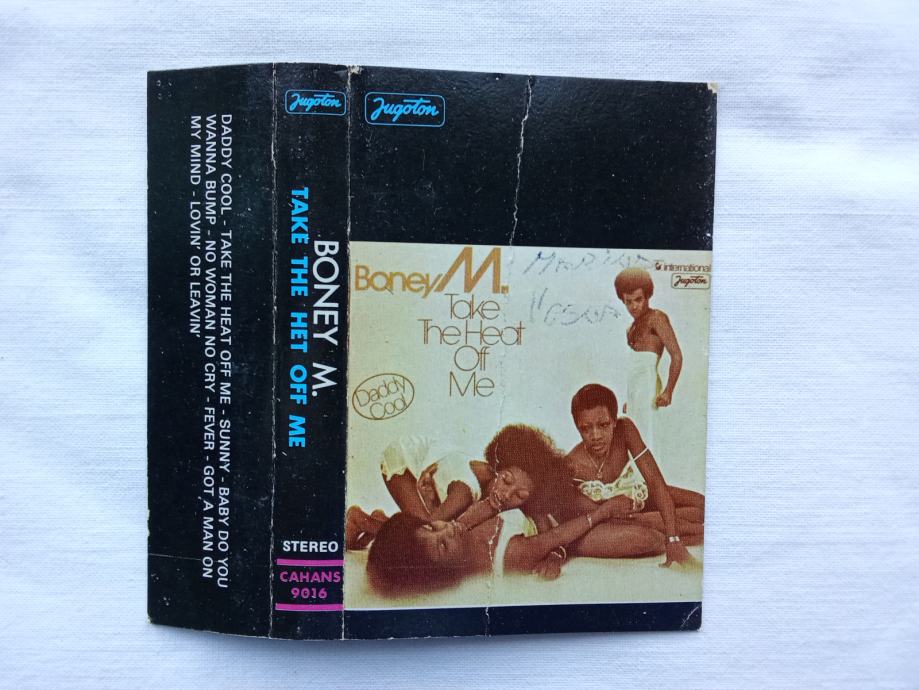 DADDY COOL - TAKE THE HEAT OFF ME - SUNNY - BABY DO YOU
WANNA BUMP - NO WOMAN NO CRY - FEVER - GOT A MAN ON
MY MIND - LOVIN' OR LEAVIN'
Jugoton
BONEY M.
TAKE THE HET OFF ME
STEREO
CAHANS
9016
Jugoton
Boney M.
Take
The Heat
Off
Me
Daddy
Cool
international
Jugoton